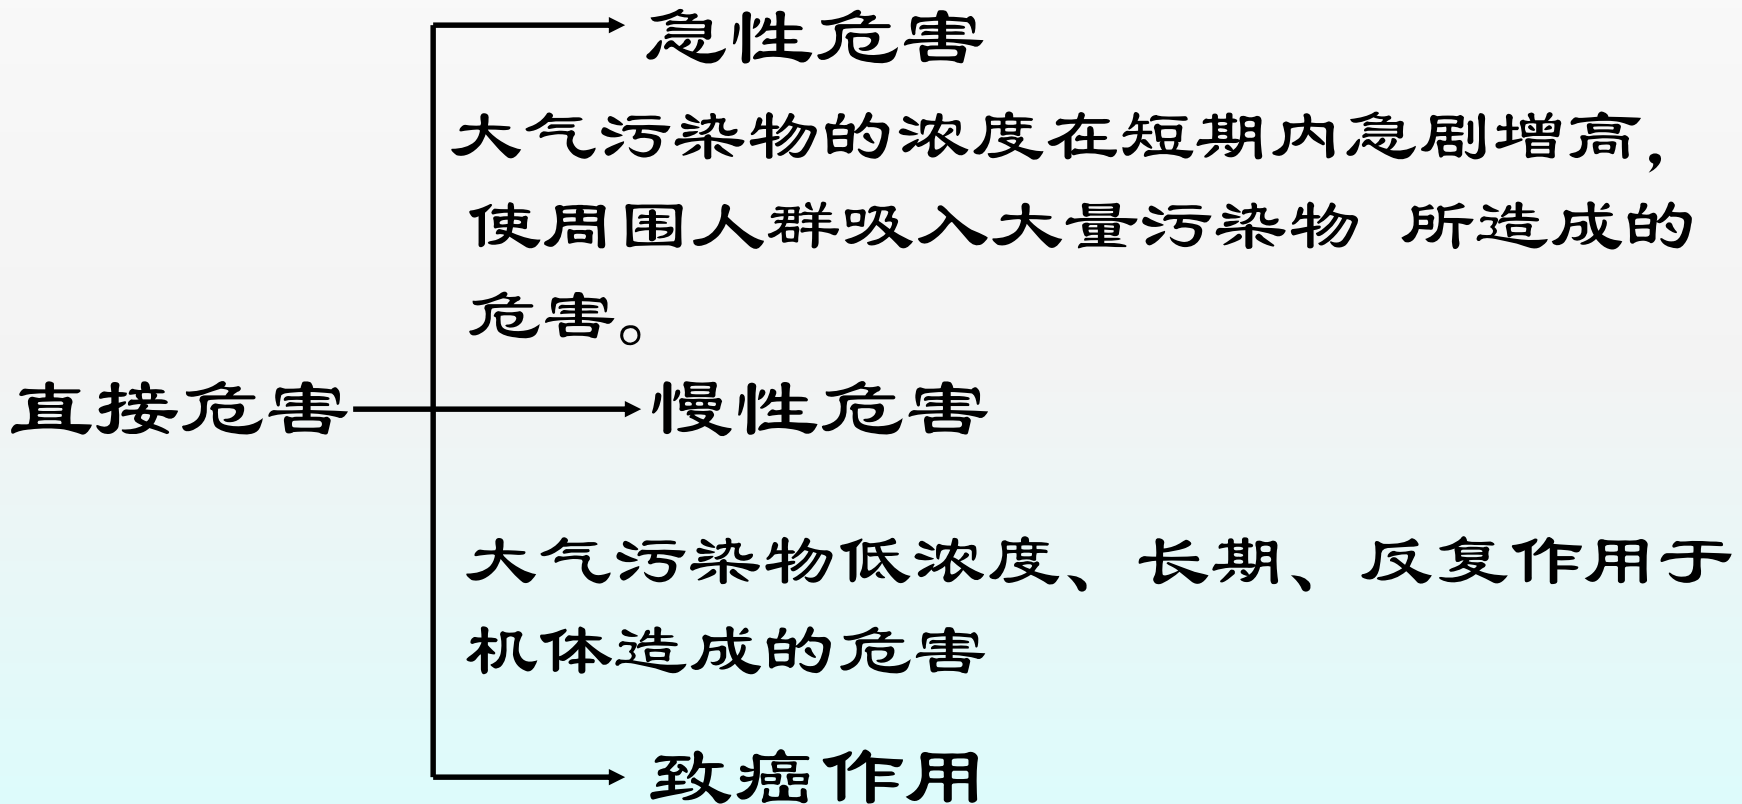 急性危害
大气污染物的浓度在短期内急剧增高，
使周围人群吸入大量污染物 所造成的
危害。
直接危害
慢性危害
大气污染物低浓度、长期、反复作用于
机体造成的危害
致癌作用